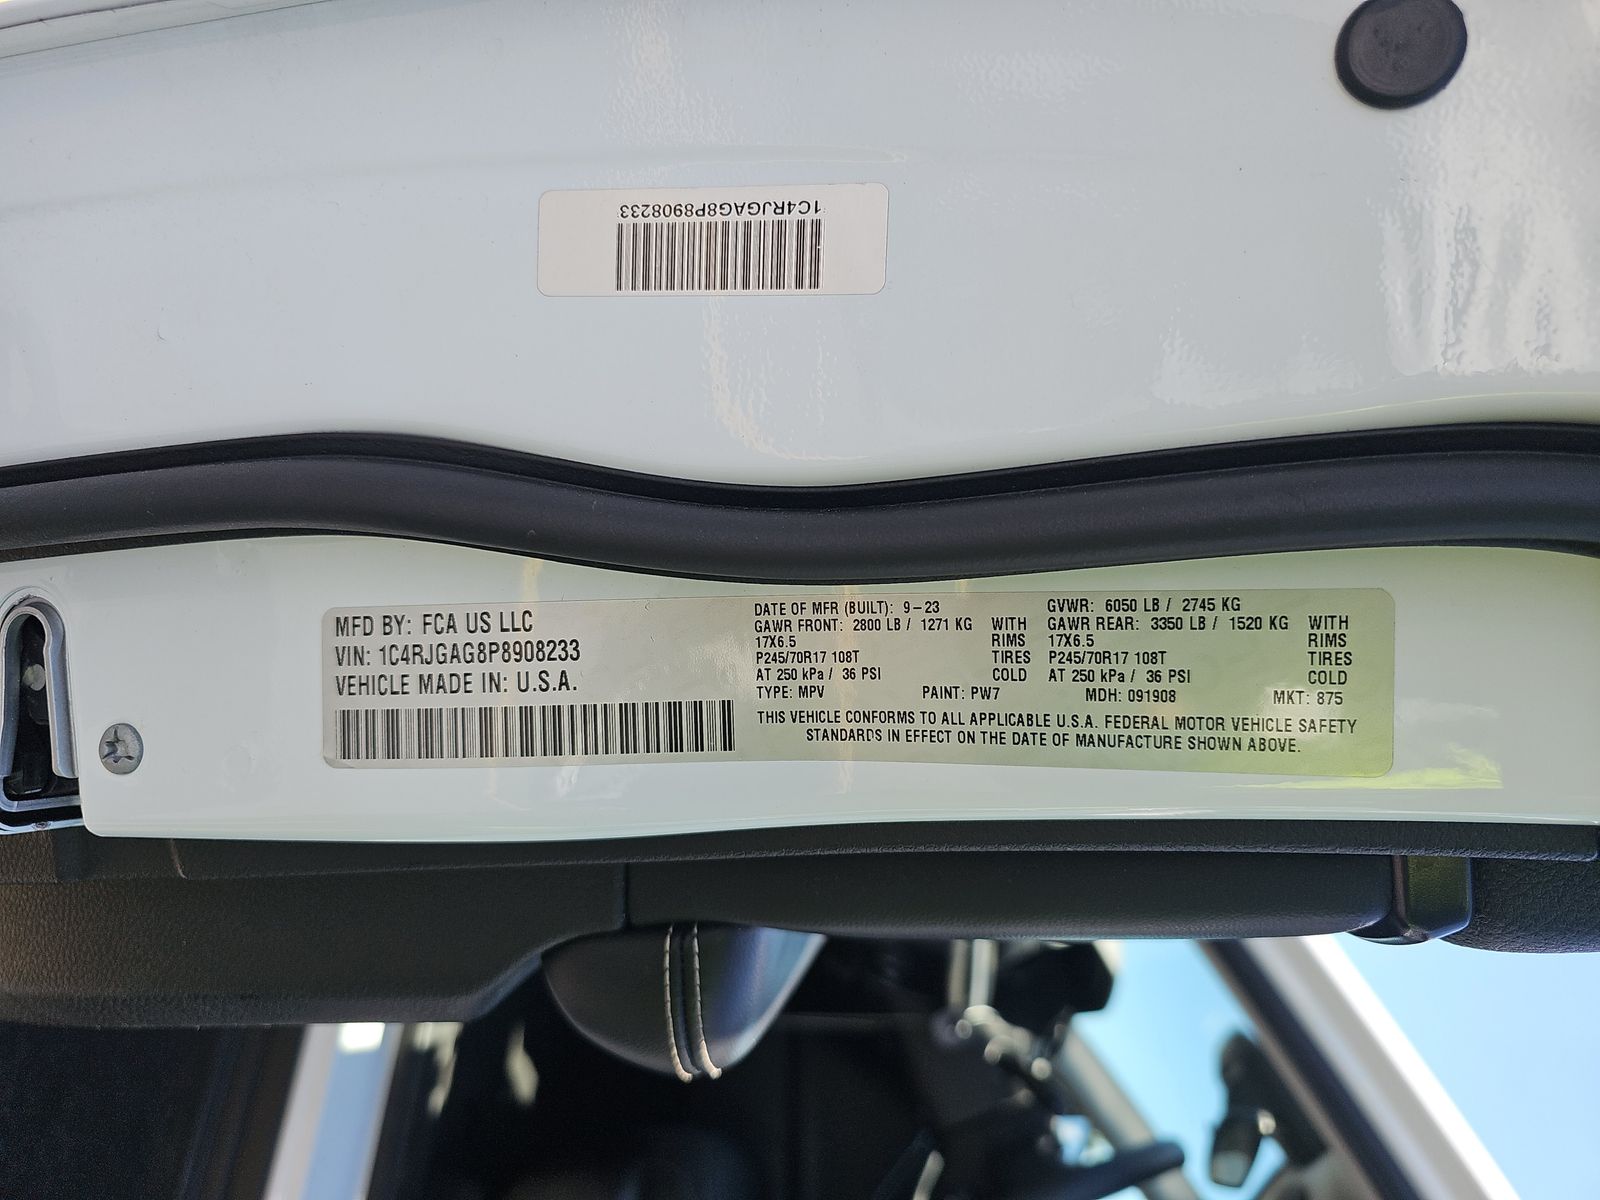 1C4RJGAG8P8908233
MFD BY: FCA US LLC
VIN: 1C4RJGAG8P8908233
VEHICLE MADE IN: U.S.A.
DATE OF MFR (BUILT): 9-23 GVWR: 6050 LB / 2745 KG
GAWR FRONT: 2800 LB / 1271 KG WITH GAWR REAR: 3350 LB / 1520 KG WITH
17X6.5 RIMS 17X6.5 RIMS
P245/70R17 108T TIRES P245/70R17 108T TIRES
AT 250 kPa / 36 PSI COLD AT 250 kPa / 36 PSI COLD
TYPE: MPV PAINT: PW7 MDH: 091908 MKT: 875
THIS VEHICLE CONFORMS TO ALL APPLICABLE U.S.A. FEDERAL MOTOR VEHICLE SAFETY
STANDARDS IN EFFECT ON THE DATE OF MANUFACTURE SHOWN ABOVE.